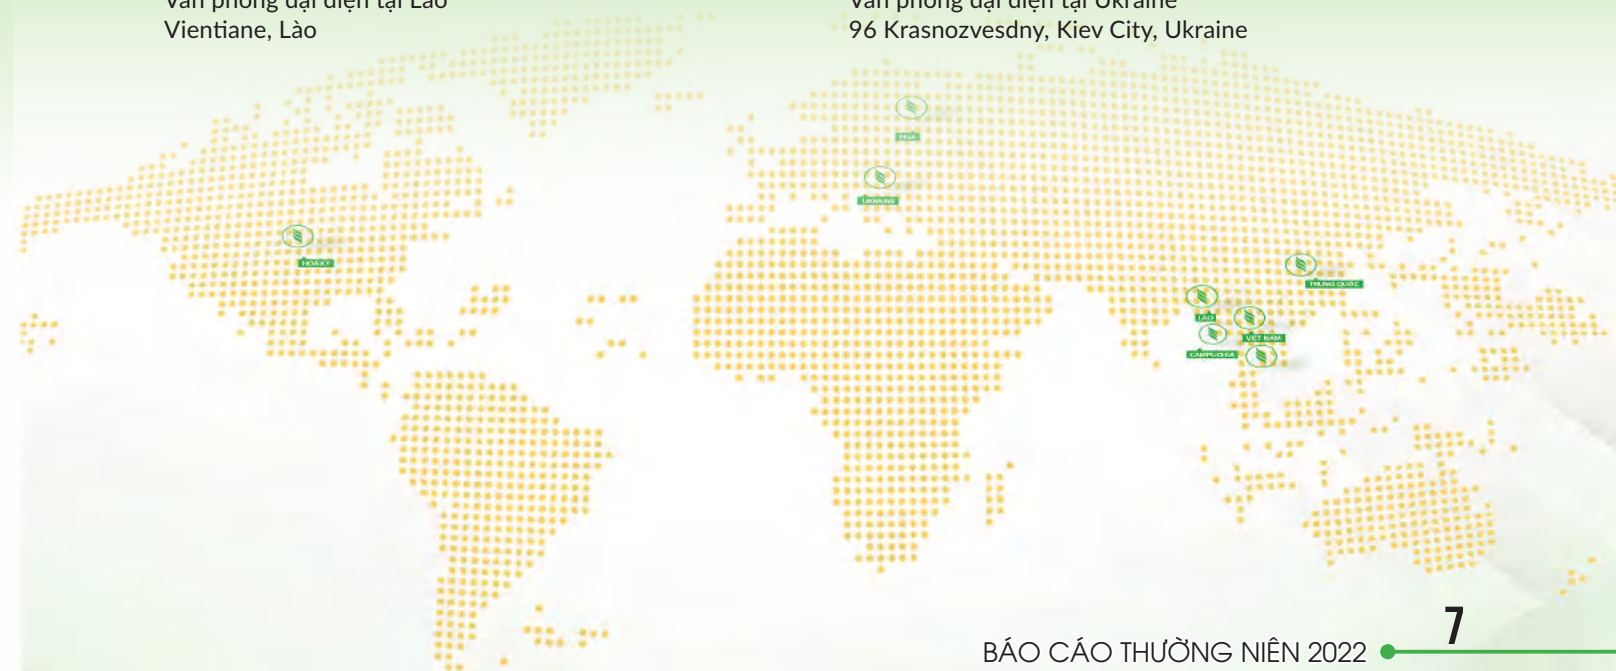 Văn phòng đại diện tại Lào
Vientiane, Lào
Văn phòng đại diện tại Ukraine
96 Krasnozvesdny, Kiev City, Ukraine
NGA
UKRAINE
HOA KỲ
TRUNG QUỐC
LÀO
VIỆT NAM
CAMPUCHIA
BÁO CÁO THƯỜNG NIÊN 2022
7